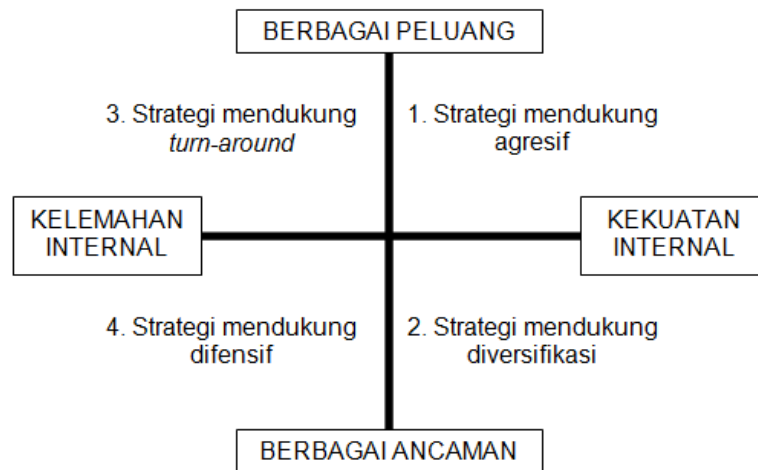 BERBAGAI PELUANG
3. Strategi mendukung
turn-around
1. Strategi mendukung
agresif
KELEMAHAN
INTERNAL
KEKUATAN
INTERNAL
4. Strategi mendukung
difensif
2. Strategi mendukung
diversifikasi
BERBAGAI ANCAMAN